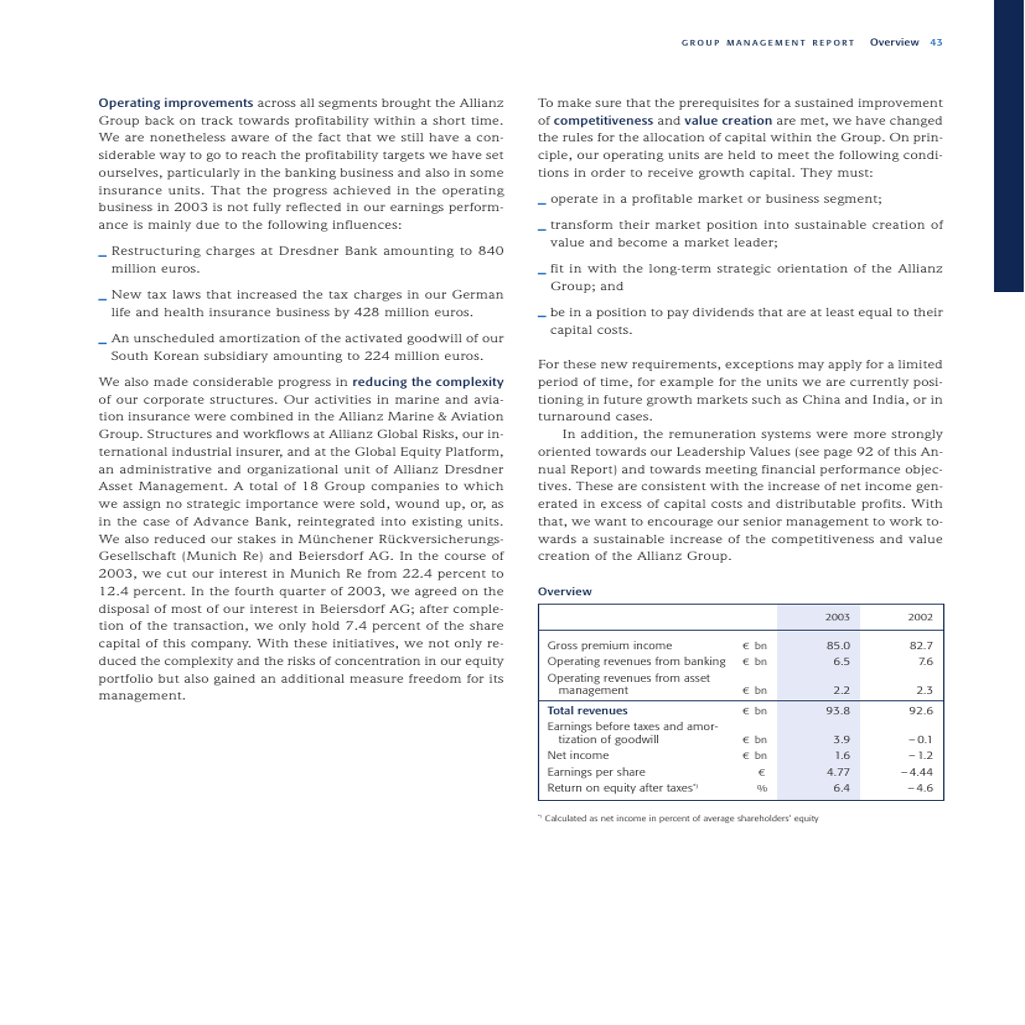 GROUP MANAGEMENT REPORT Overview 43
Operating improvements across all segments brought the Allianz
Group back on track towards profitability within a short time.
We are nonetheless aware of the fact that we still have a con-
siderable way to go to reach the profitability targets we have set
ourselves, particularly in the banking business and also in some
insurance units. That the progress achieved in the operating
business in 2003 is not fully reflected in our earnings perform-
ance is mainly due to the following influences:
_ Restructuring charges at Dresdner Bank amounting to 840
million euros.
_ New tax laws that increased the tax charges in our German
life and health insurance business by 428 million euros.
_ An unscheduled amortization of the activated goodwill of our
South Korean subsidiary amounting to 224 million euros.
We also made considerable progress in reducing the complexity
of our corporate structures. Our activities in marine and avia-
tion insurance were combined in the Allianz Marine & Aviation
Group. Structures and workflows at Allianz Global Risks, our in-
ternational industrial insurer, and at the Global Equity Platform,
an administrative and organizational unit of Allianz Dresdner
Asset Management. A total of 18 Group companies to which
we assign no strategic importance were sold, wound up, or, as
in the case of Advance Bank, reintegrated into existing units.
We also reduced our stakes in Münchener Rückversicherungs-
Gesellschaft (Munich Re) and Beiersdorf AG. In the course of
2003, we cut our interest in Munich Re from 22.4 percent to
12.4 percent. In the fourth quarter of 2003, we agreed on the
disposal of most of our interest in Beiersdorf AG; after comple-
tion of the transaction, we only hold 7.4 percent of the share
capital of this company. With these initiatives, we not only re-
duced the complexity and the risks of concentration in our equity
portfolio but also gained an additional measure freedom for its
management.
To make sure that the prerequisites for a sustained improvement
of competitiveness and value creation are met, we have changed
the rules for the allocation of capital within the Group. On prin-
ciple, our operating units are held to meet the following condi-
tions in order to receive growth capital. They must:
_ operate in a profitable market or business segment;
_ transform their market position into sustainable creation of
value and become a market leader;
_ fit in with the long-term strategic orientation of the Allianz
Group; and
_ be in a position to pay dividends that are at least equal to their
capital costs.
For these new requirements, exceptions may apply for a limited
period of time, for example for the units we are currently posi-
tioning in future growth markets such as China and India, or in
turnaround cases.
In addition, the remuneration systems were more strongly
oriented towards our Leadership Values (see page 92 of this An-
nual Report) and towards meeting financial performance objec-
tives. These are consistent with the increase of net income gen-
erated in excess of capital costs and distributable profits. With
that, we want to encourage our senior management to work to-
wards a sustainable increase of the competitiveness and value
creation of the Allianz Group.
Overview
2003 2002
Gross premium income € bn 85.0 82.7
Operating revenues from banking € bn 6.5 7.6
Operating revenues from asset
management € bn 2.2 2.3
Total revenues € bn 93.8 92.6
Earnings before taxes and amor-
tization of goodwill € bn 3.9 –0.1
Net income € bn 1.6 –1.2
Earnings per share € 4.77 –4.44
Return on equity after taxes*) % 6.4 –4.6
*) Calculated as net income in percent of average shareholders' equity